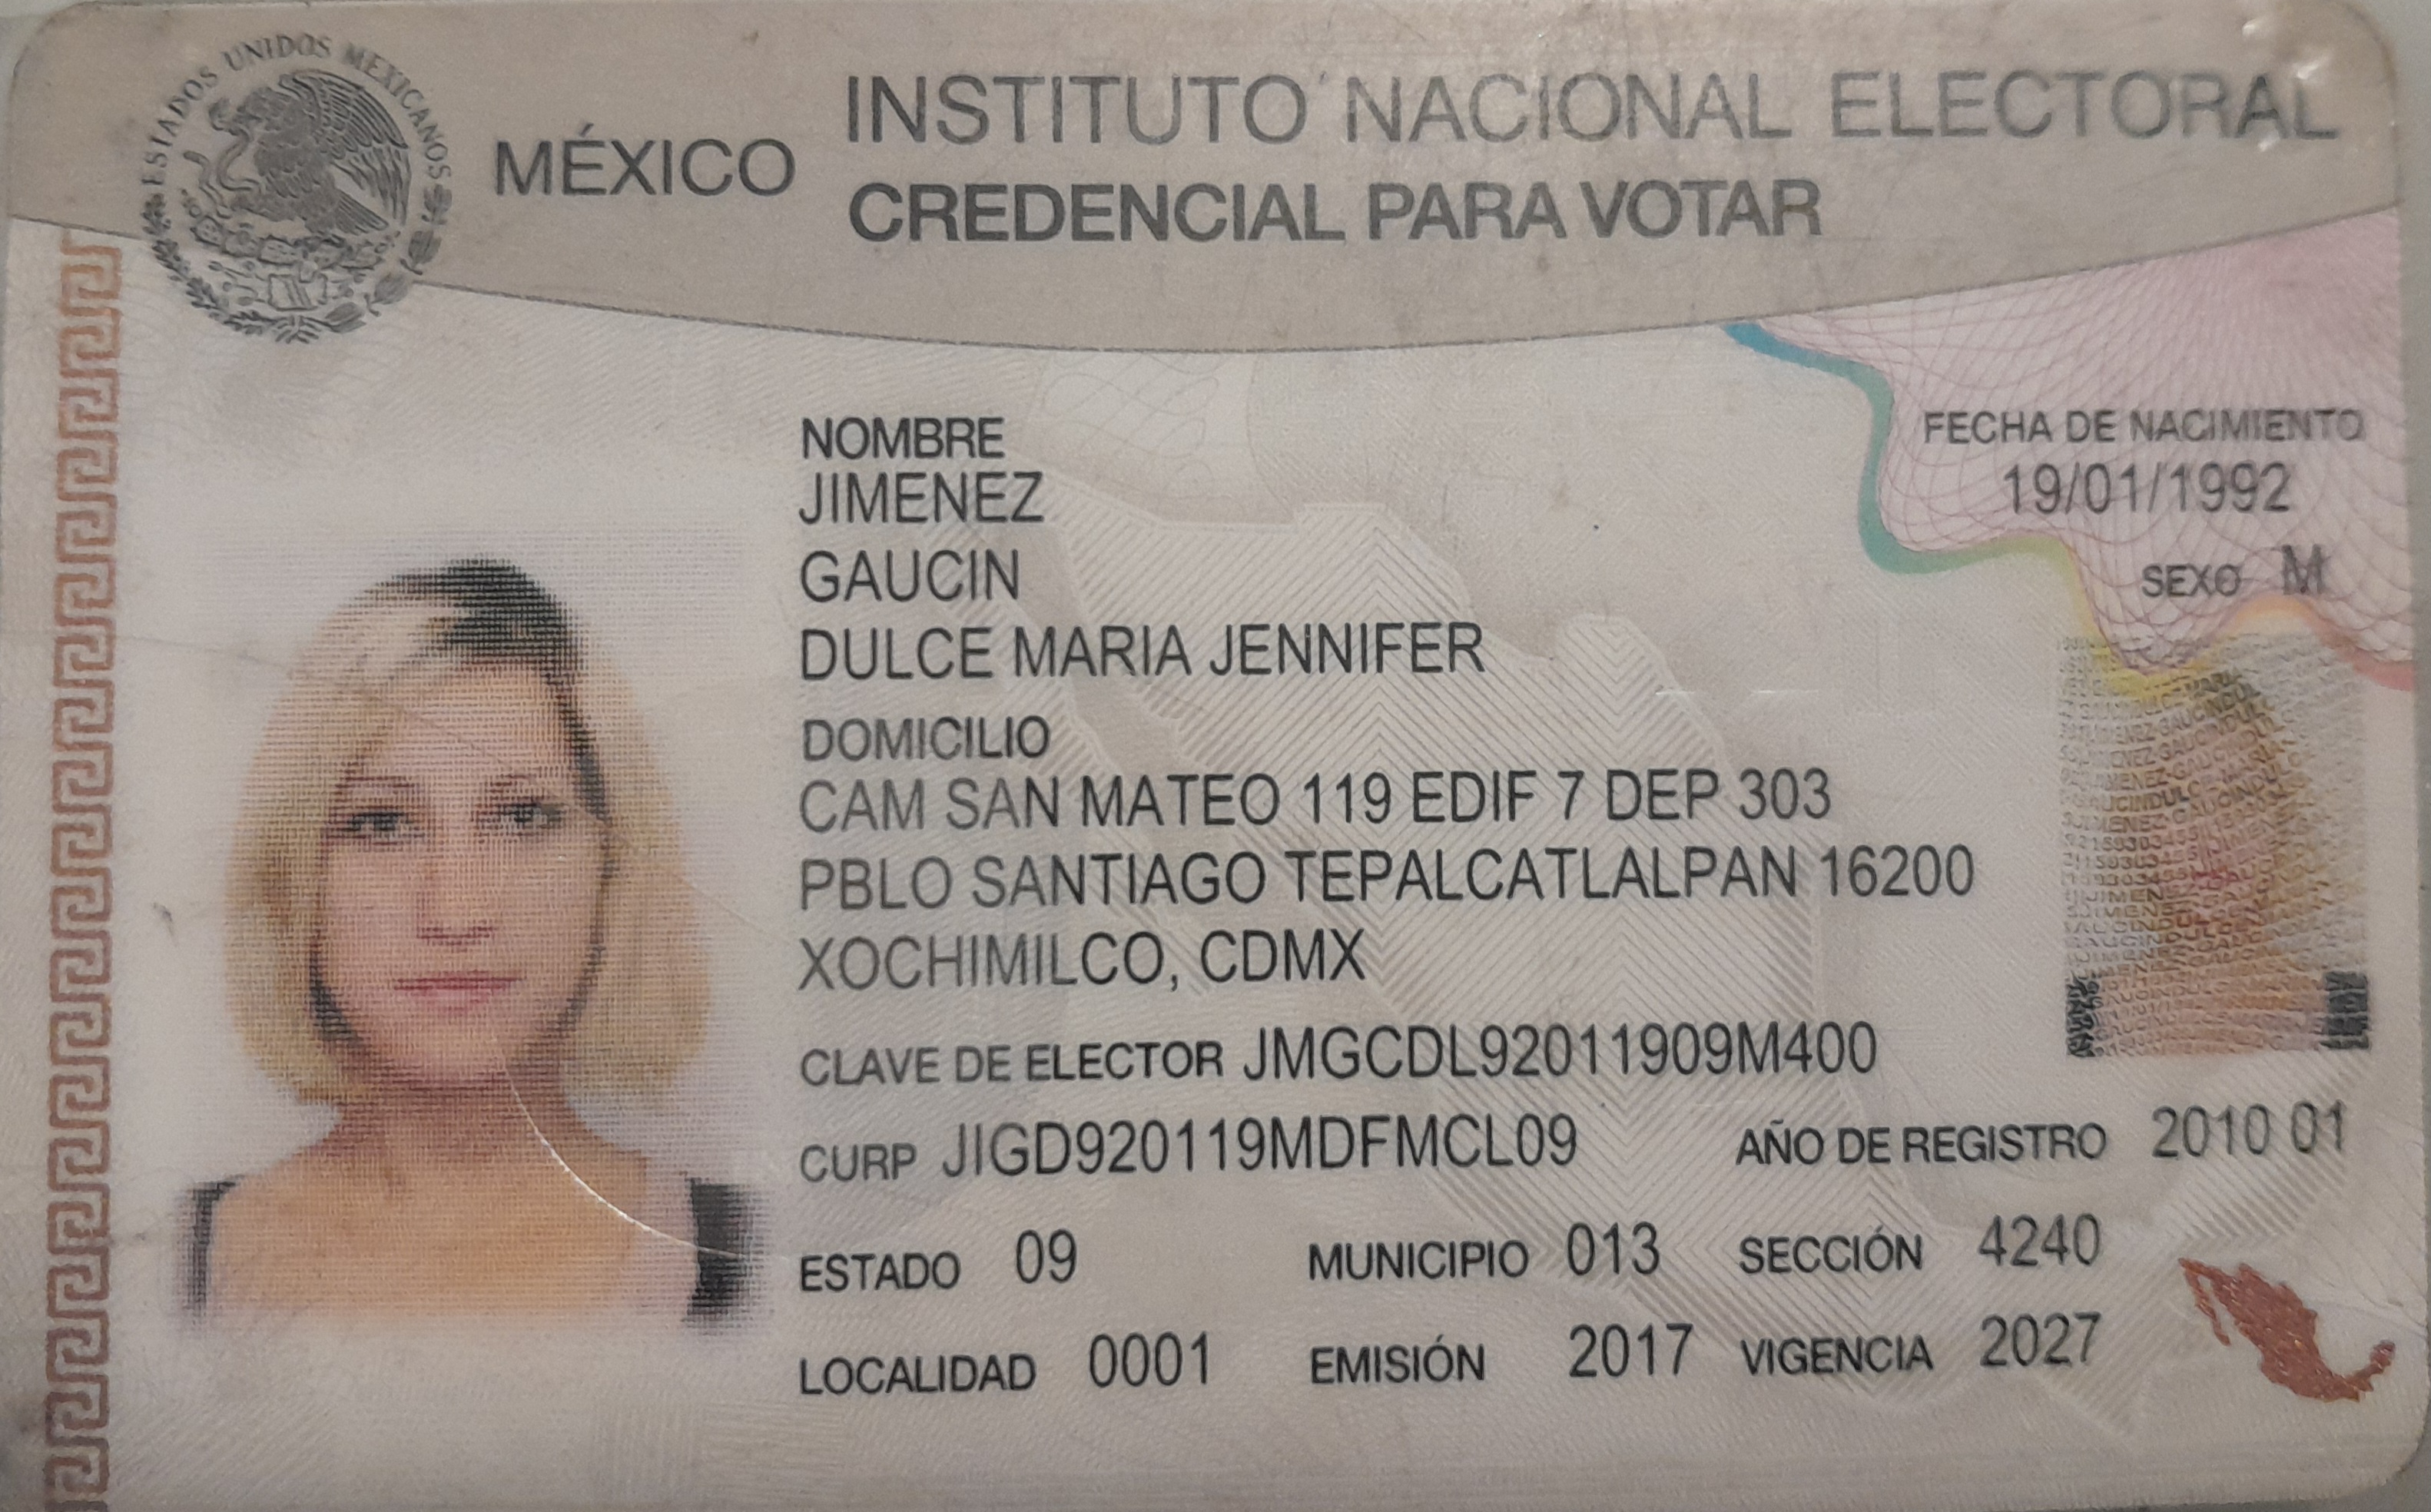 ESTADOS UNIDOS MEXICANOS
MÉXICO
INSTITUTO NACIONAL ELECTORAL
CREDENCIAL PARA VOTAR
NOMBRE
JIMENEZ
GAUCIN
DULCE MARIA JENNIFER
FECHA DE NACIMIENTO
19/01/1992
SEXO M
DOMICILIO
CAM SAN MATEO 119 EDIF 7 DEP 303
PBLO SANTIAGO TEPALCATLALPAN 16200
XOCHIMILCO, CDMX
CLAVE DE ELECTOR JMGCDL92011909M400
CURP JIGD920119MDFMCL09 AÑO DE REGISTRO 2010 01
ESTADO 09 MUNICIPIO 013 SECCIÓN 4240
LOCALIDAD 0001 EMISIÓN 2017 VIGENCIA 2027